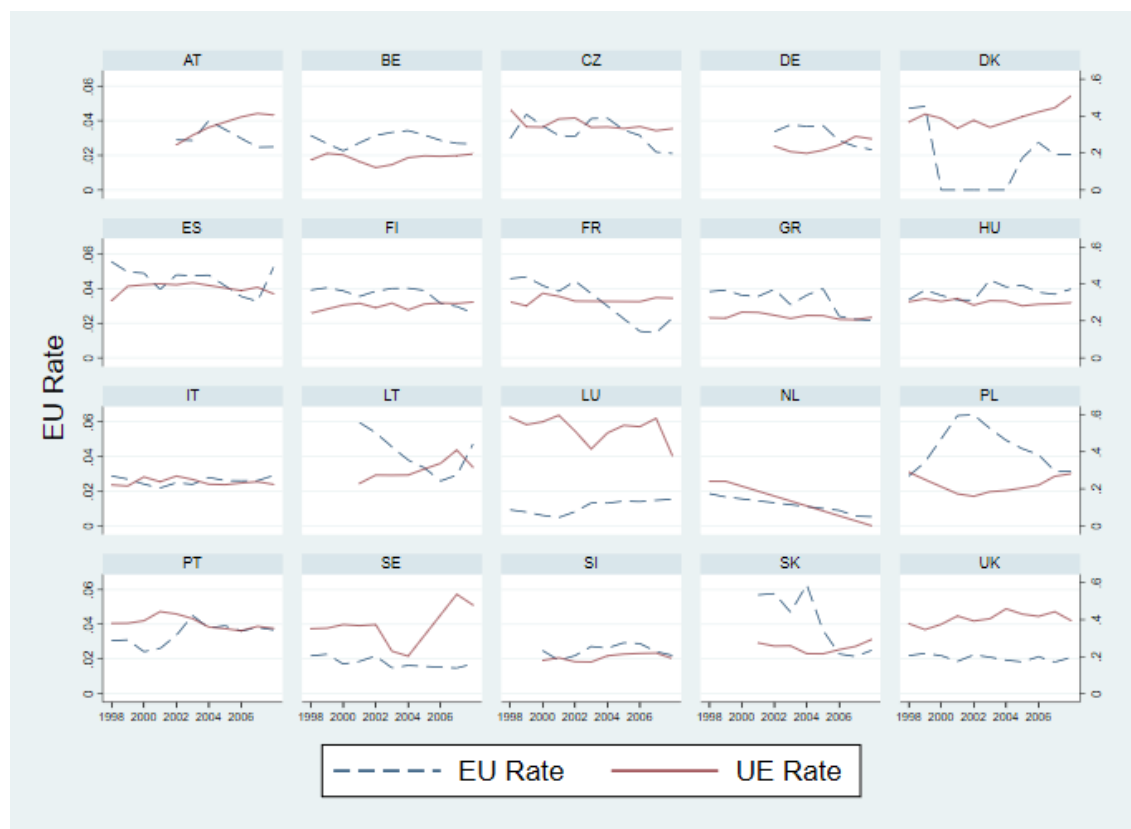 AT BE CZ DE DK
0 .02 .04 .06
0 .2 .4 .6
ES FI FR GR HU
0 .02 .04 .06
0 .2 .4 .6
IT LT LU NL PL
0 .02 .04 .06
0 .2 .4 .6
PT SE SI SK UK
0 .02 .04 .06
0 .2 .4 .6
EU Rate
1998 2000 2002 2004 2006 1998 2000 2002 2004 2006 1998 2000 2002 2004 2006 1998 2000 2002 2004 2006 1998 2000 2002 2004 2006
EU Rate UE Rate